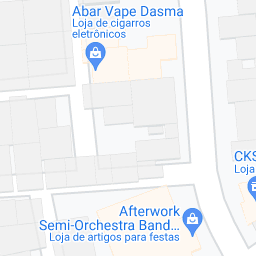 Abar Vape Dasma
Loja de cigarros
eletrônicos
CKS
Loja
Afterwork
Semi-Orchestra Band...
Loja de artigos para festas